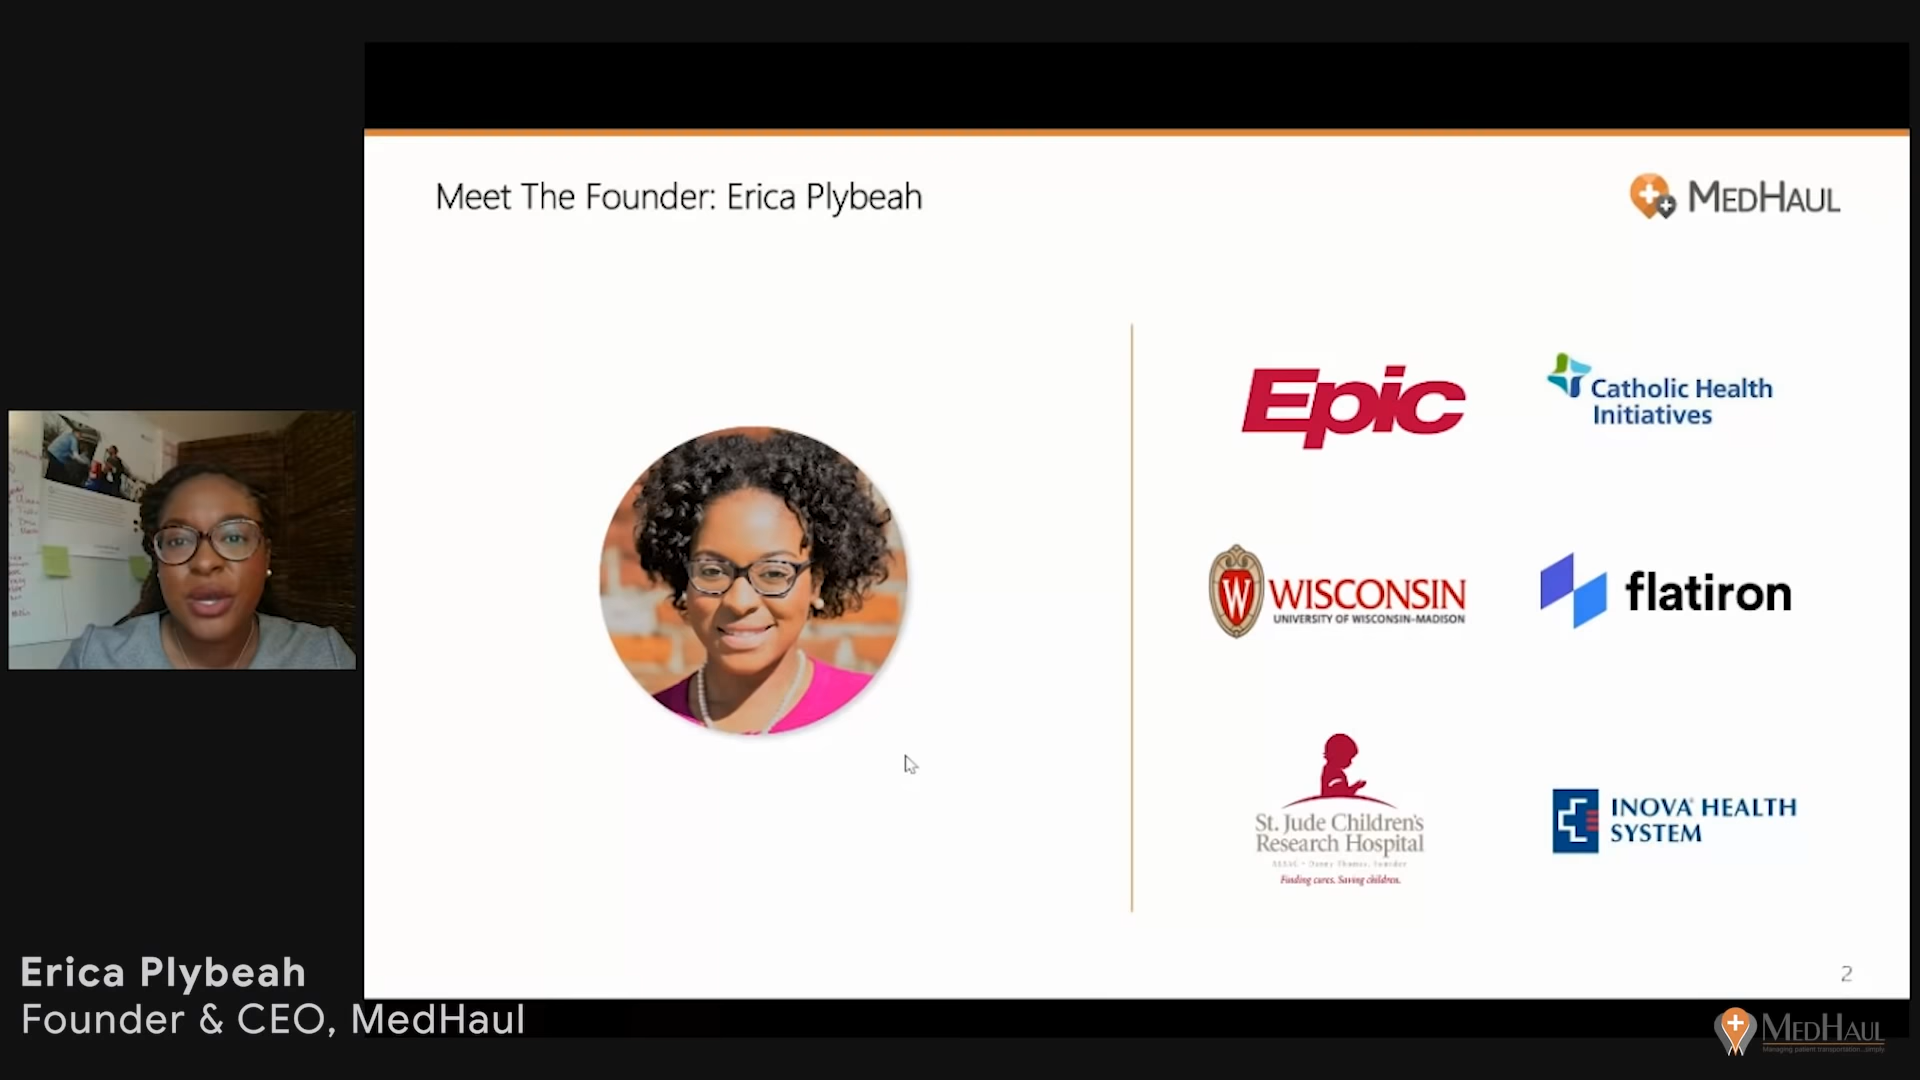 Meet The Founder: Erica Plybeah
MEDHAUL
Epic
Catholic Health
Initiatives
W WISCONSIN
UNIVERSITY OF WISCONSIN–MADISON
flatiron
St. Jude Children's
Research Hospital
ALSAC • Danny Thomas, Founder
Finding cures. Saving children.
INOVA® HEALTH
SYSTEM
2
Erica Plybeah
Founder & CEO, MedHaul
MEDHAUL
Managing patient transportation...simply.